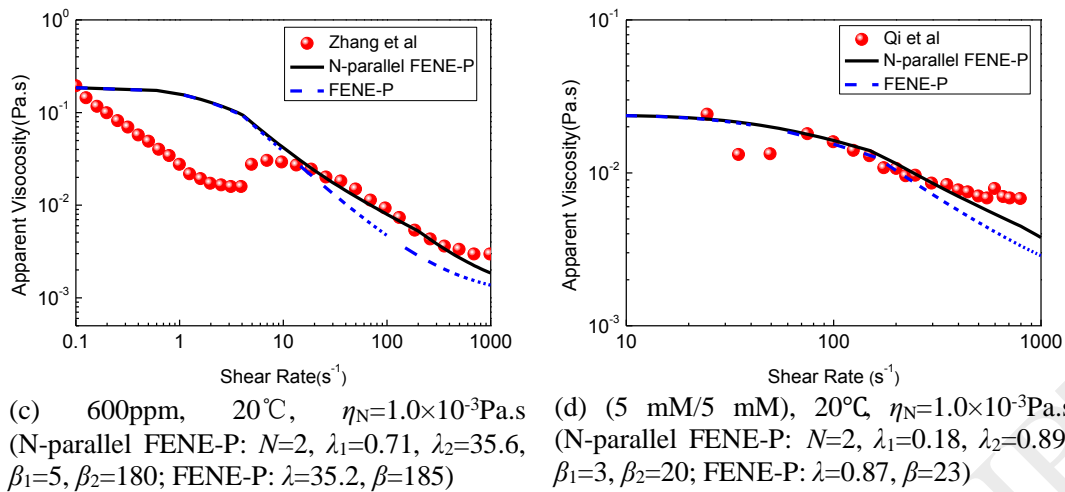 10⁰
10⁻¹
10⁻²
10⁻³
Apparent Visocosity(Pa.s)
Zhang et al
N-parallel FENE-P
FENE-P
0.1 1 10 100 1000
Shear Rate(s⁻¹)
10⁻¹
10⁻²
10⁻³
Apparent Viscosity(Pa.s)
Qi et al
N-parallel FENE-P
FENE-P
10 100 1000
Shear Rate (s⁻¹)
(c) 600ppm, 20℃, ηN=1.0×10⁻³Pa.s
(N-parallel FENE-P: N=2, λ₁=0.71, λ₂=35.6,
β₁=5, β₂=180; FENE-P: λ=35.2, β=185)
(d) (5 mM/5 mM), 20℃, ηN=1.0×10⁻³Pa.s
(N-parallel FENE-P: N=2, λ₁=0.18, λ₂=0.89
β₁=3, β₂=20; FENE-P: λ=0.87, β=23)